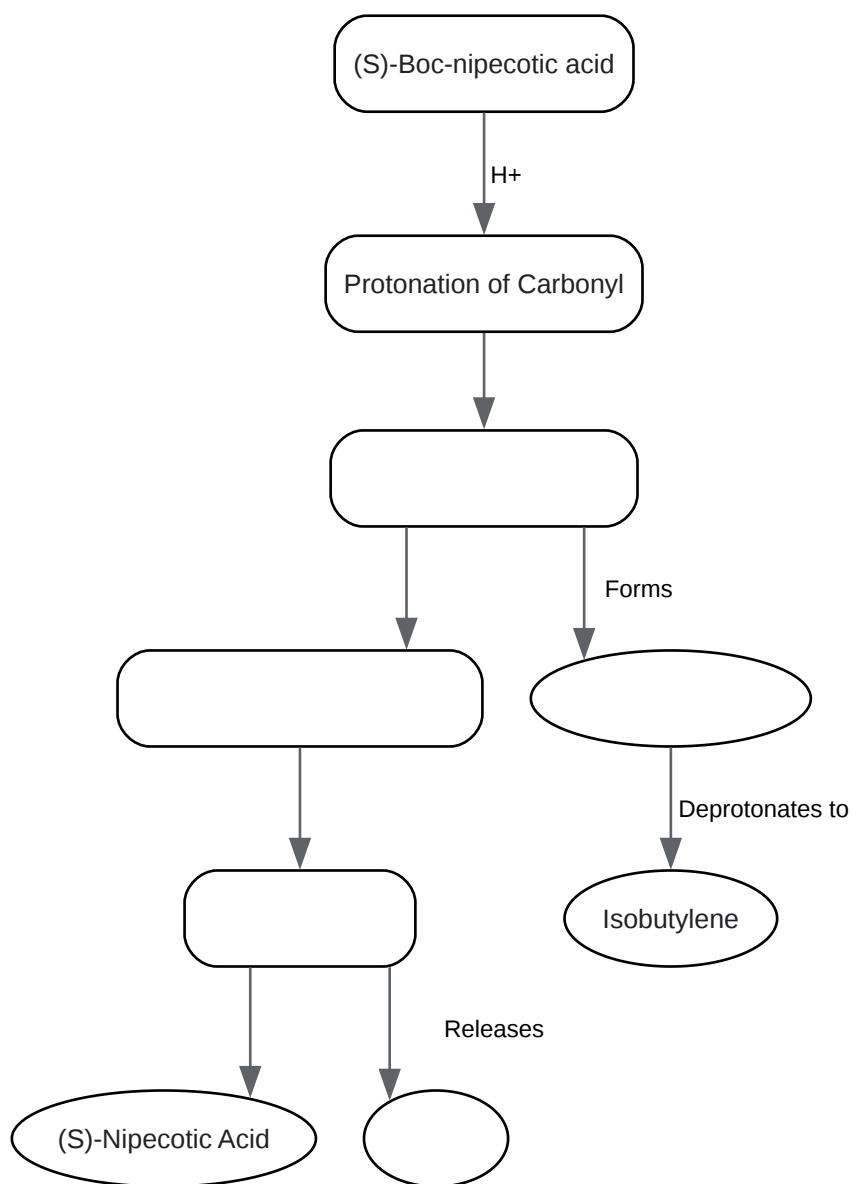 (S)-Boc-nipecotic acid
H+
Protonation of Carbonyl
Forms
Deprotonates to
Isobutylene
Releases
(S)-Nipecotic Acid